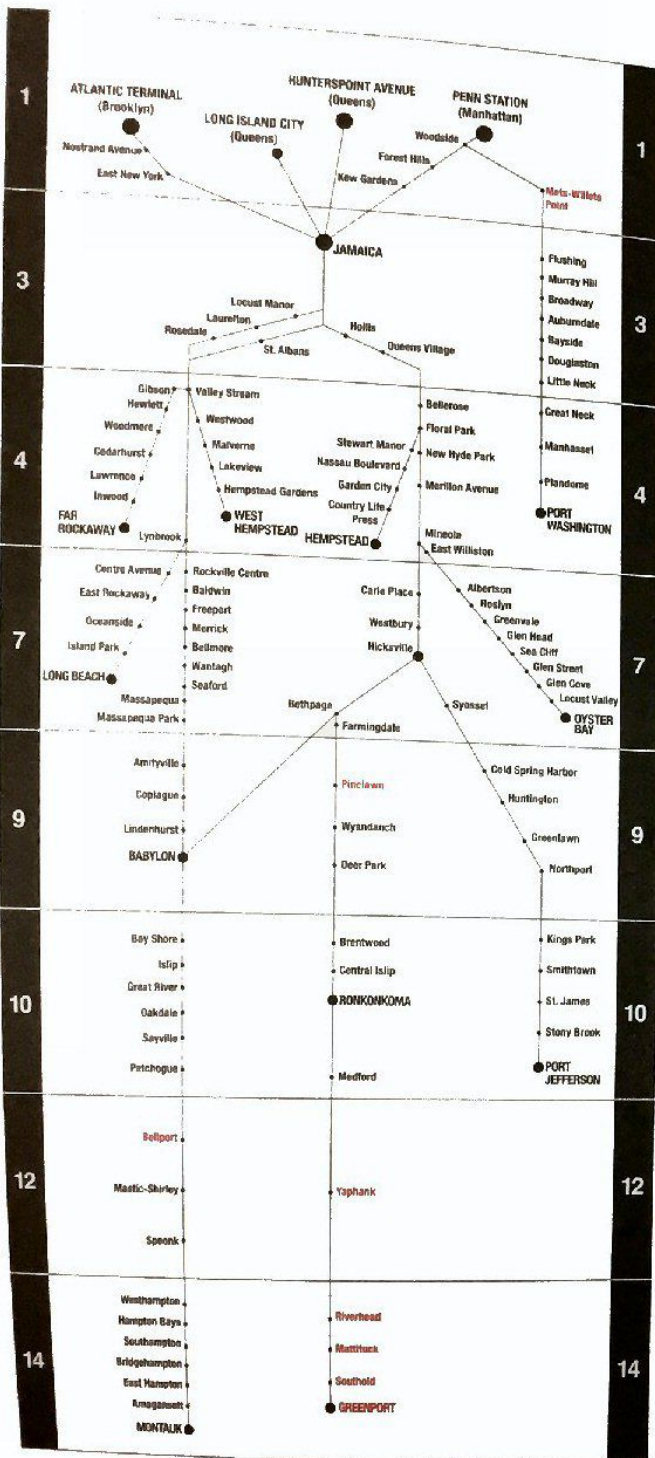 1
ATLANTIC TERMINAL
(Brooklyn)
Nostrand Avenue
East New York
LONG ISLAND CITY
(Queens)
HUNTERSPOINT AVENUE
(Queens)
PENN STATION
(Manhattan)
Woodside
Forest Hills
Kew Gardens
Mets-Willets
Point
1
3
JAMAICA
Locust Manor
Laurelton
Rosedale
St. Albans
Hollis
Queens Village
Flushing
Murray Hill
Broadway
Auburndale
Bayside
Douglaston
Little Neck
3
4
Gibson
Hewlett
Woodmere
Cedarhurst
Lawrence
Inwood
FAR
ROCKAWAY
Valley Stream
Westwood
Malverne
Lakeview
Hempstead Gardens
WEST
HEMPSTEAD
Lynbrook
Bellerose
Floral Park
Stewart Manor
Nassau Boulevard
Garden City
Country Life
Press
HEMPSTEAD
New Hyde Park
Merillon Avenue
Mineola
East Williston
Great Neck
Manhasset
Plandome
PORT
WASHINGTON
4
7
Centre Avenue
East Rockaway
Oceanside
Island Park
LONG BEACH
Rockville Centre
Baldwin
Freeport
Merrick
Bellmore
Wantagh
Seaford
Massapequa
Massapequa Park
Carle Place
Westbury
Hicksville
Bethpage
Farmingdale
Syosset
Albertson
Roslyn
Greenvale
Glen Head
Sea Cliff
Glen Street
Glen Cove
Locust Valley
OYSTER
BAY
7
9
Amityville
Copiague
Lindenhurst
BABYLON
Pinelawn
Wyandanch
Deer Park
Cold Spring Harbor
Huntington
Greenlawn
Northport
9
10
Bay Shore
Islip
Great River
Oakdale
Sayville
Patchogue
Brentwood
Central Islip
RONKONKOMA
Medford
Kings Park
Smithtown
St. James
Stony Brook
PORT
JEFFERSON
10
12
Bellport
Mastic-Shirley
Speonk
Yaphank
12
14
Westhampton
Hampton Bays
Southampton
Bridgehampton
East Hampton
Amagansett
MONTAUK
Riverhead
Mattituck
Southold
GREENPORT
14